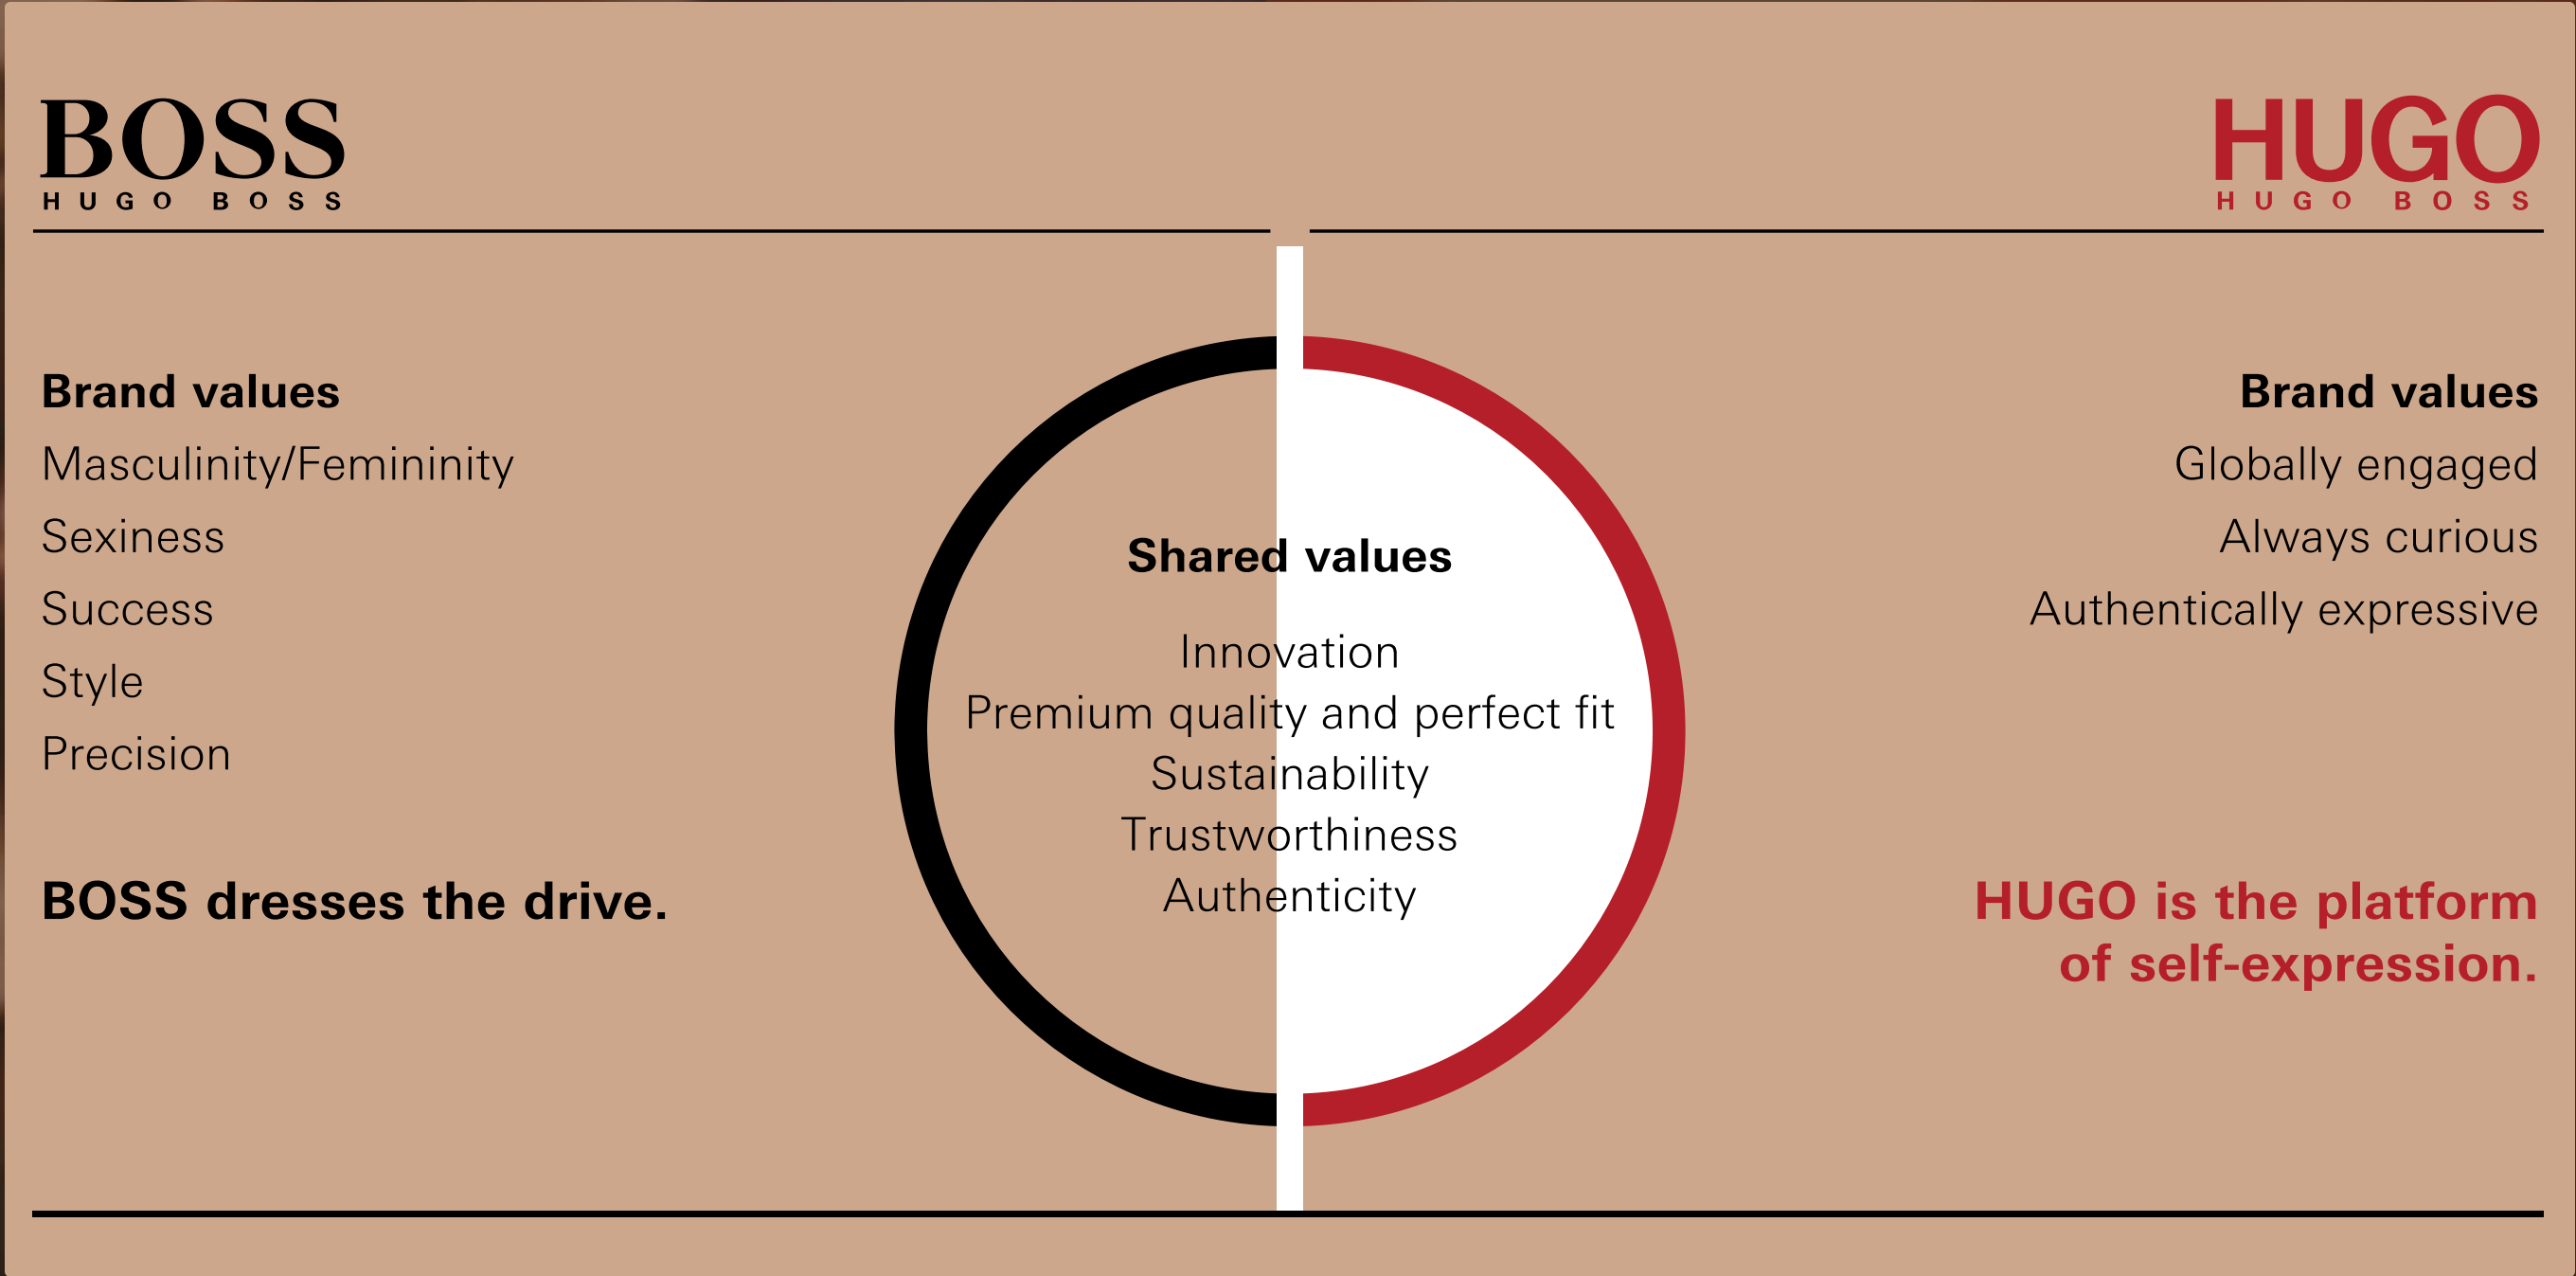 BOSS
HUGO BOSS
HUGO
HUGO BOSS
Brand values
Masculinity/Femininity
Sexiness
Success
Style
Precision
BOSS dresses the drive.
Shared values
Innovation
Premium quality and perfect fit
Sustainability
Trustworthiness
Authenticity
Brand values
Globally engaged
Always curious
Authentically expressive
HUGO is the platform
of self-expression.